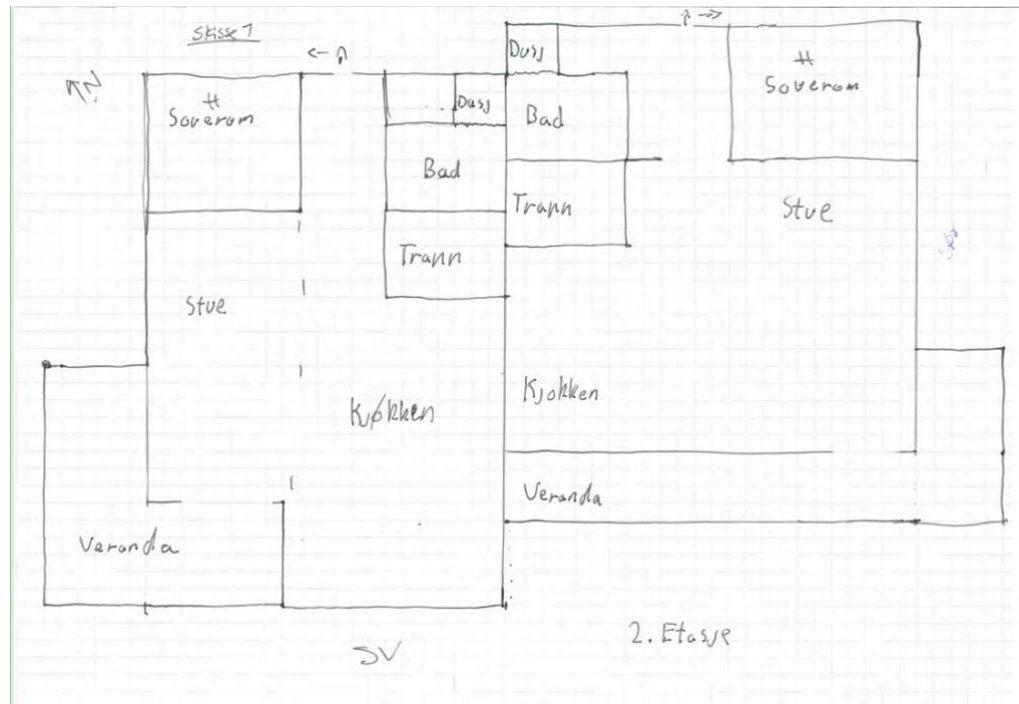 Skisse 1
N
H
Soverom
Dusj
Bad
Trapp
Stue
Kjøkken
Veranda
SV
Dusj
Bad
Trapp
H
Soverom
Stue
Kjøkken
Veranda
2. Etasje